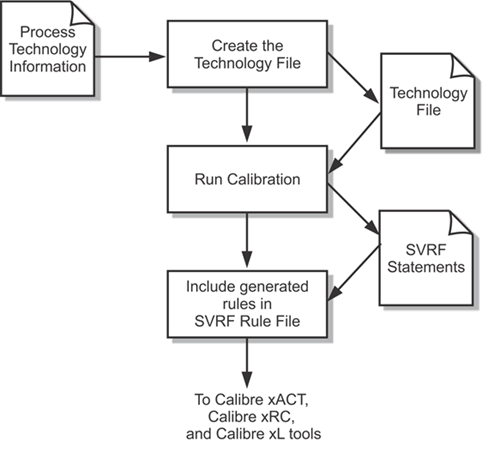 Process
Technology
Information
Create the
Technology File
Technology
File
Run Calibration
SVRF
Statements
Include generated
rules in
SVRF Rule File
To Calibre xACT,
Calibre xRC,
and Calibre xL tools